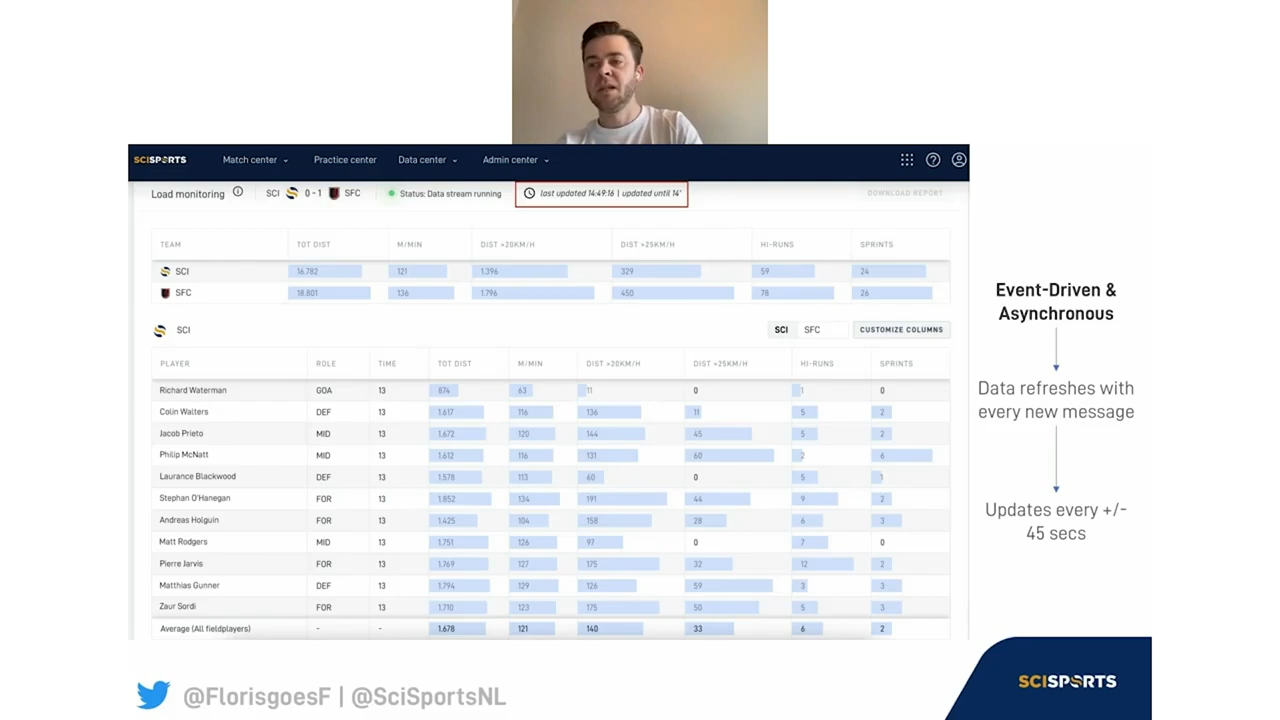 SCISPORTS Match center Practice center Data center Admin center
Load monitoring SCI 0 - 1 SFC Status: Data stream running last updated 14:49:16 | updated until 14' DOWNLOAD REPORT
TEAM TOT DIST M/MIN DIST >20KM/H DIST >25KM/H HI-RUNS SPRINTS
SCI 16.782 121 1.396 329 59 24
SFC 18.801 136 1.796 450 78 26
SCI SCI SFC CUSTOMIZE COLUMNS
PLAYER ROLE TIME TOT DIST M/MIN DIST >20KM/H DIST >25KM/H HI-RUNS SPRINTS
Richard Waterman GOA 13 874 63 11 0 1 0
Colin Walters DEF 13 1.617 116 136 11 5 2
Jacob Prieto MID 13 1.672 120 144 45 5 2
Philip McNatt MID 13 1.612 116 131 60 2 6
Laurance Blackwood DEF 13 1.578 113 60 0 5 1
Stephan O'Hanegan FOR 13 1.852 134 191 44 9 2
Andreas Holguin FOR 13 1.425 104 158 28 6 3
Matt Rodgers MID 13 1.751 126 97 0 7 0
Pierre Jarvis FOR 13 1.769 127 175 32 12 2
Matthias Gunner DEF 13 1.794 129 126 59 3 3
Zaur Sordi FOR 13 1.710 123 175 50 5 3
Average (All fieldplayers) - - 1.678 121 140 33 6 2
Event-Driven &
Asynchronous
Data refreshes with
every new message
Updates every +/-
45 secs
@FlorisgoesF | @SciSportsNL
SCISPORTS